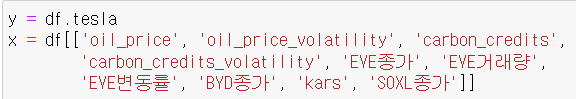 y = df.tesla
x = df[['oil_price', 'oil_price_volatility', 'carbon_credits',
'carbon_credits_volatility', 'EVE종가', 'EVE거래량',
'EVE변동률', 'BYD종가', 'kars', 'SOXL종가']]